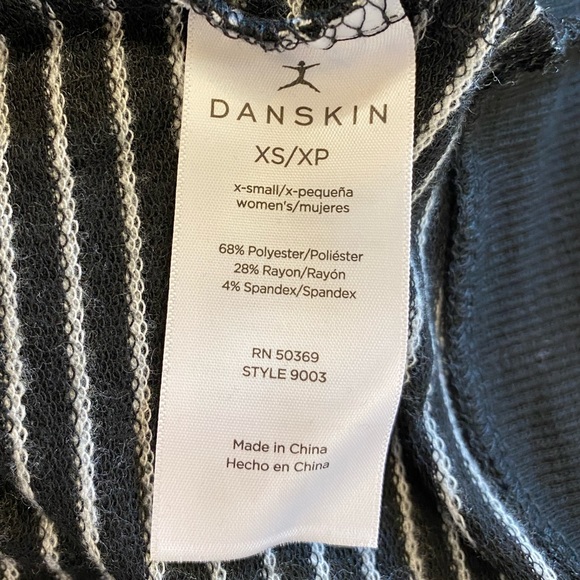 DANSKIN
XS/XP
x-small/x-pequeña
women's/mujeres
68% Polyester/Poliéster
28% Rayon/Rayón
4% Spandex/Spandex
RN 50369
STYLE 9003
Made in China
Hecho en China